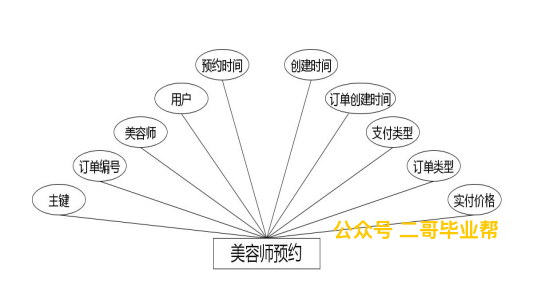 预约时间
创建时间
用户
订单创建时间
美容师
支付类型
订单编号
订单类型
主键
实付价格
公众号 二哥毕业帮
美容师预约